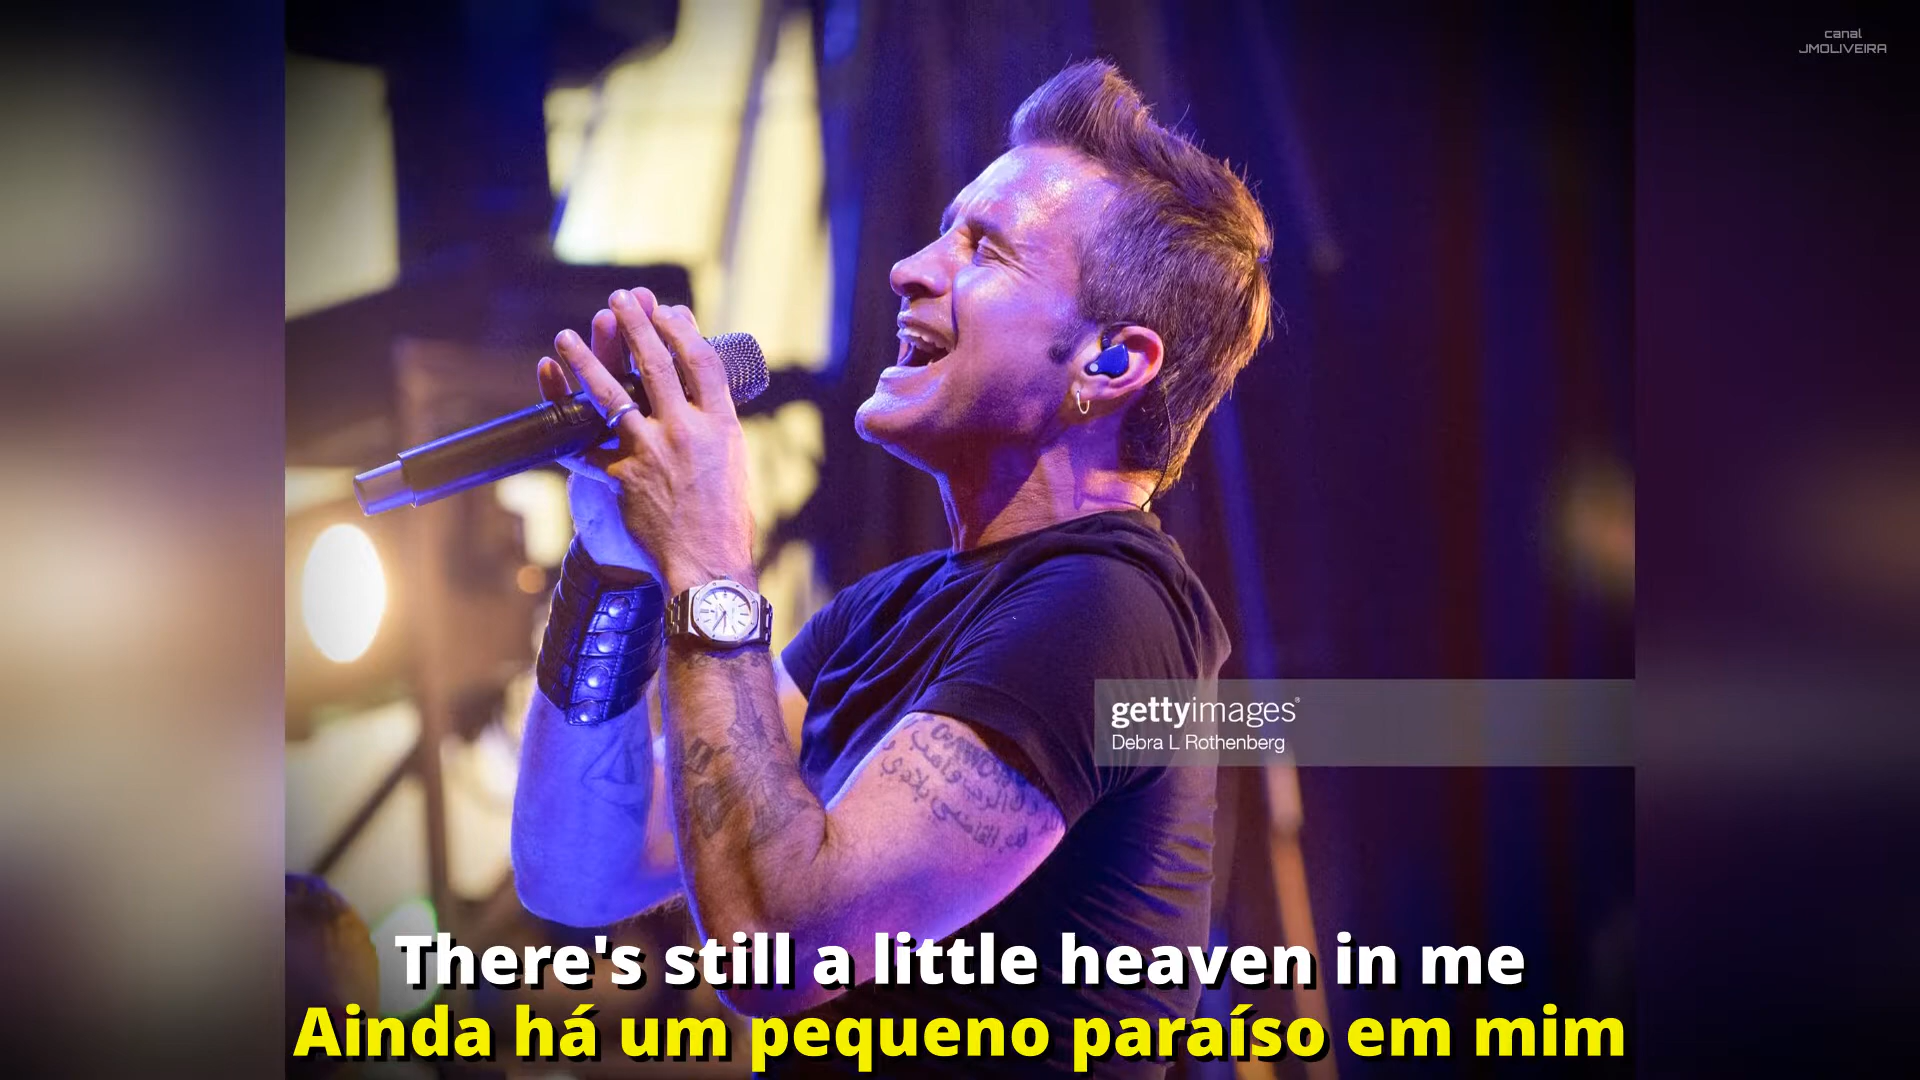 canal
JMOLIVEIRA
gettyimages®
Debra L Rothenberg
There's still a little heaven in me
Ainda há um pequeno paraíso em mim